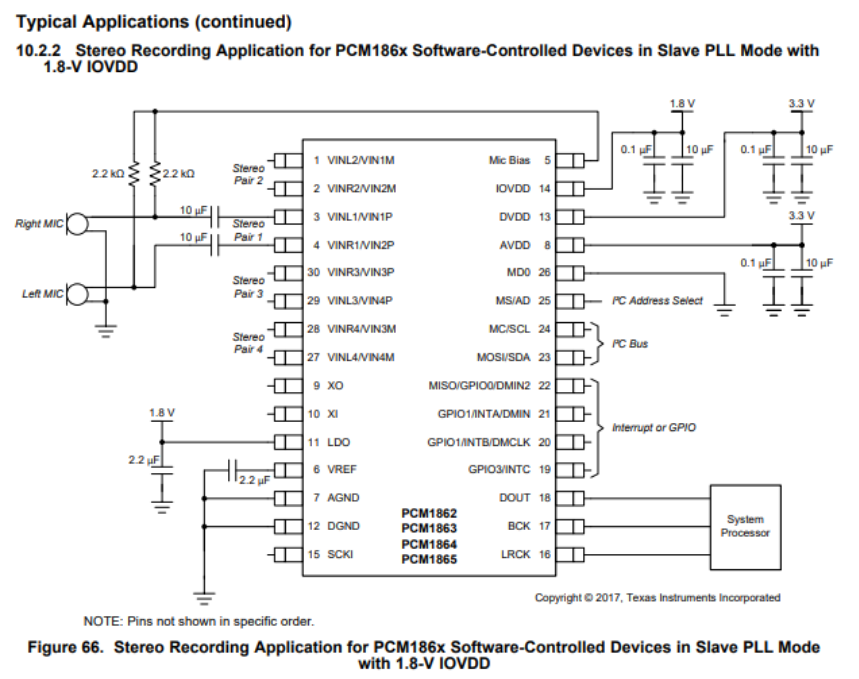 Typical Applications (continued)
10.2.2 Stereo Recording Application for PCM186x Software-Controlled Devices in Slave PLL Mode with
1.8-V IOVDD
1.8 V
3.3 V
0.1 µF
10 µF
0.1 µF
10 µF
2.2 kΩ
2.2 kΩ
Stereo
Pair 2
1 VINL2/VIN1M
Mic Bias 5
2 VINR2/VIN2M
IOVDD 14
Right MIC
10 µF
Stereo
Pair 1
3 VINL1/VIN1P
DVDD 13
3.3 V
10 µF
4 VINR1/VIN2P
AVDD 8
0.1 µF
10 µF
Left MIC
Stereo
Pair 3
30 VINR3/VIN3P
MD0 26
29 VINL3/VIN4P
MS/AD 25
I²C Address Select
Stereo
Pair 4
28 VINR4/VIN3M
MC/SCL 24
I²C Bus
27 VINL4/VIN4M
MOSI/SDA 23
9 XO
MISO/GPIO0/DMIN2 22
10 XI
GPIO1/INTA/DMIN 21
Interrupt or GPIO
1.8 V
11 LDO
GPIO1/INTB/DMCLK 20
2.2 µF
2.2 µF
6 VREF
GPIO3/INTC 19
7 AGND
DOUT 18
12 DGND
BCK 17
15 SCKI
LRCK 16
PCM1862
PCM1863
PCM1864
PCM1865
System
Processor
Copyright © 2017, Texas Instruments Incorporated
NOTE: Pins not shown in specific order.
Figure 66. Stereo Recording Application for PCM186x Software-Controlled Devices in Slave PLL Mode
with 1.8-V IOVDD